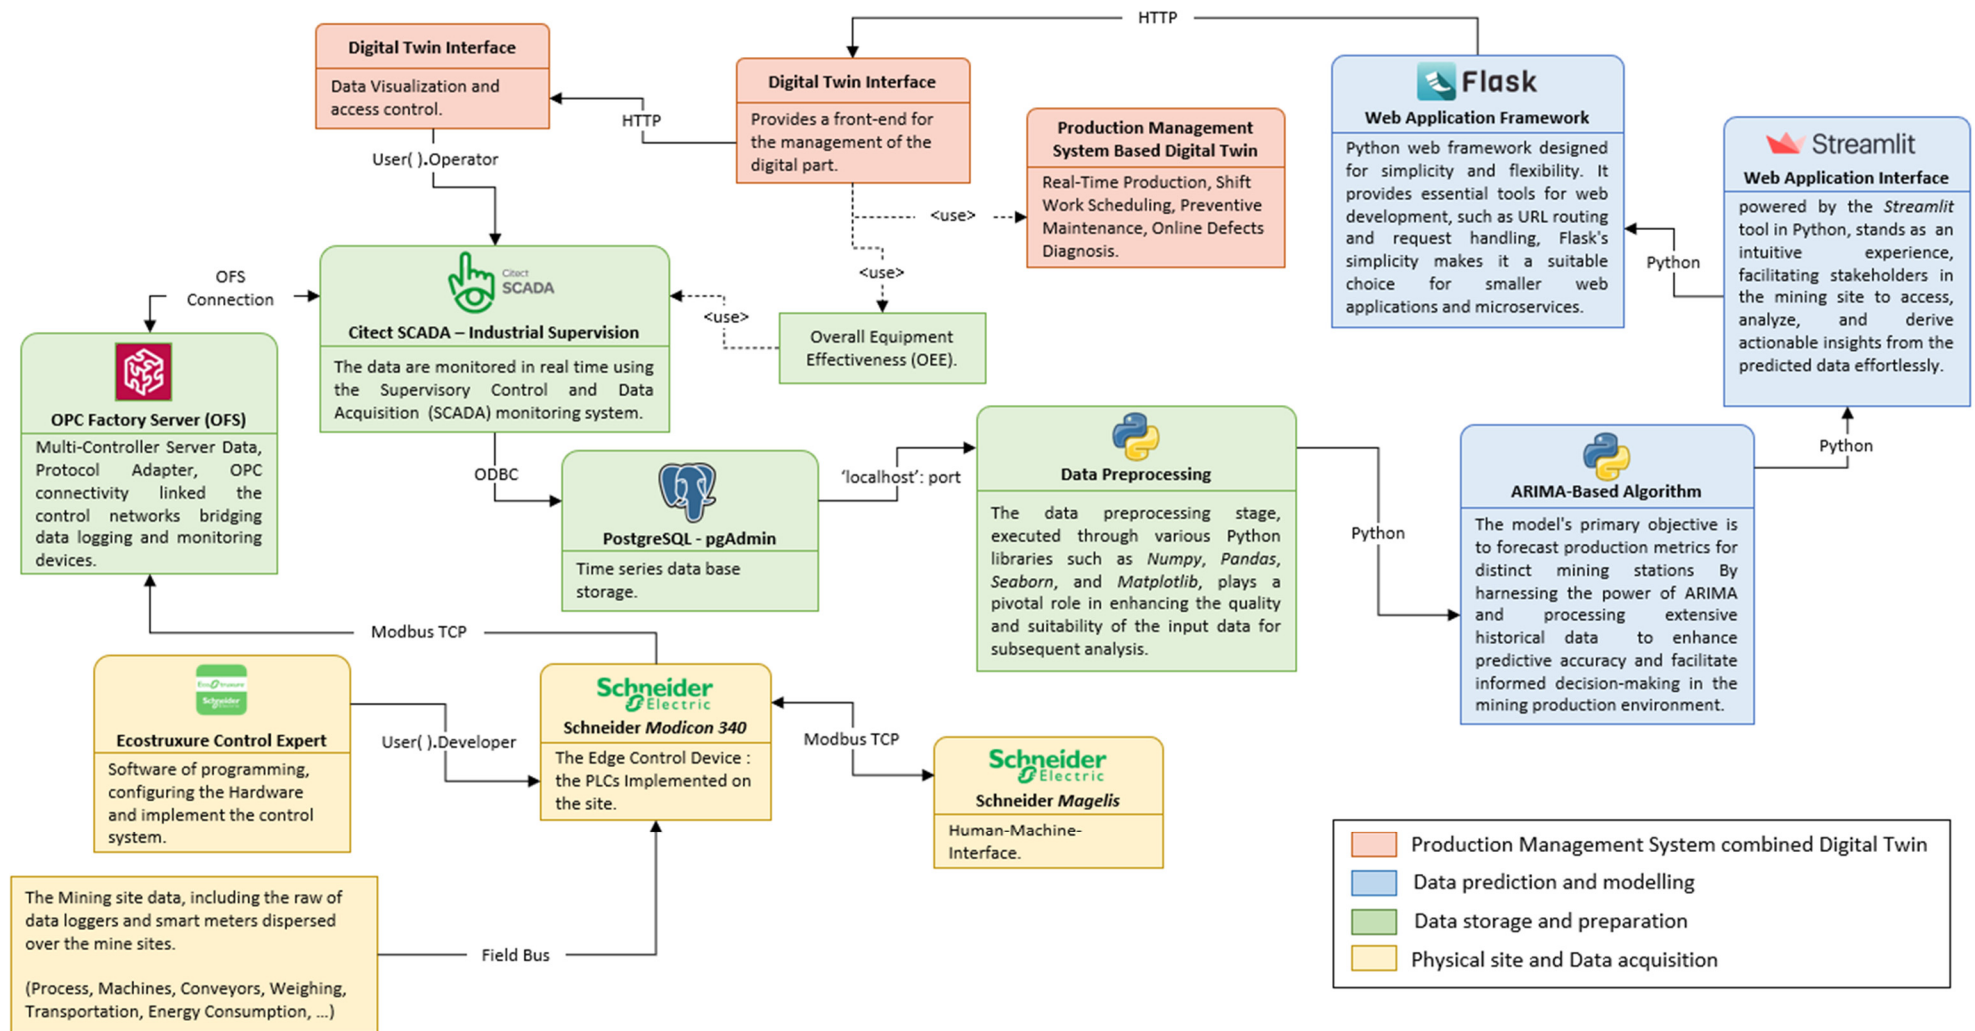 HTTP
Digital Twin Interface
Data Visualization and
access control.
HTTP
Digital Twin Interface
Provides a front-end for
the management of the
digital part.
Production Management
System Based Digital Twin
Real-Time Production, Shift
Work Scheduling, Preventive
Maintenance, Online Defects
Diagnosis.
<use>
<use>
Flask
Web Application Framework
Python web framework designed
for simplicity and flexibility. It
provides essential tools for web
development, such as URL routing
and request handling, Flask's
simplicity makes it a suitable
choice for smaller web
applications and microservices.
Python
Streamlit
Web Application Interface
powered by the Streamlit
tool in Python, stands as an
intuitive experience,
facilitating stakeholders in
the mining site to access,
analyze, and derive
actionable insights from the
predicted data effortlessly.
User( ).Operator
OFS
Connection
Citect
SCADA
Citect SCADA – Industrial Supervision
The data are monitored in real time using
the Supervisory Control and Data
Acquisition (SCADA) monitoring system.
<use>
Overall Equipment
Effectiveness (OEE).
OPC Factory Server (OFS)
Multi-Controller Server Data,
Protocol Adapter, OPC
connectivity linked the
control networks bridging
data logging and monitoring
devices.
ODBC
PostgreSQL - pgAdmin
Time series data base
storage.
‘localhost’: port
Data Preprocessing
The data preprocessing stage,
executed through various Python
libraries such as Numpy, Pandas,
Seaborn, and Matplotlib, plays a
pivotal role in enhancing the quality
and suitability of the input data for
subsequent analysis.
Python
ARIMA-Based Algorithm
The model's primary objective is
to forecast production metrics for
distinct mining stations By
harnessing the power of ARIMA
and processing extensive
historical data to enhance
predictive accuracy and facilitate
informed decision-making in the
mining production environment.
Python
Modbus TCP
EcoStruxure
Schneider
Ecostruxure Control Expert
Software of programming,
configuring the Hardware
and implement the control
system.
User( ).Developer
Schneider
Electric
Schneider Modicon 340
The Edge Control Device :
the PLCs Implemented on
the site.
Modbus TCP
Schneider
Electric
Schneider Magelis
Human-Machine-
Interface.
The Mining site data, including the raw of
data loggers and smart meters dispersed
over the mine sites.
(Process, Machines, Conveyors, Weighing,
Transportation, Energy Consumption, ...)
Field Bus
Production Management System combined Digital Twin
Data prediction and modelling
Data storage and preparation
Physical site and Data acquisition